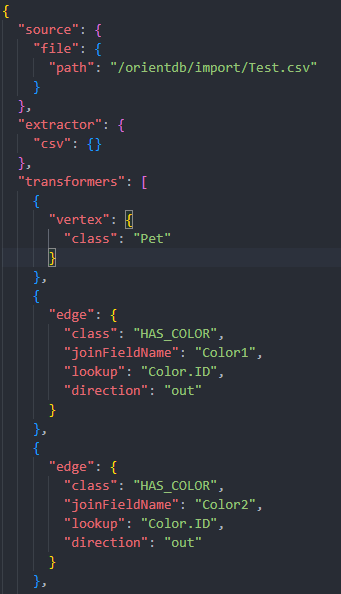 {
  "source": {
    "file": {
      "path": "/orientdb/import/Test.csv"
    }
  },
  "extractor": {
    "csv": {}
  },
  "transformers": [
    {
      "vertex": {
        "class": "Pet"
      }
    },
    {
      "edge": {
        "class": "HAS_COLOR",
        "joinFieldName": "Color1",
        "lookup": "Color.ID",
        "direction": "out"
      }
    },
    {
      "edge": {
        "class": "HAS_COLOR",
        "joinFieldName": "Color2",
        "lookup": "Color.ID",
        "direction": "out"
      }
    },